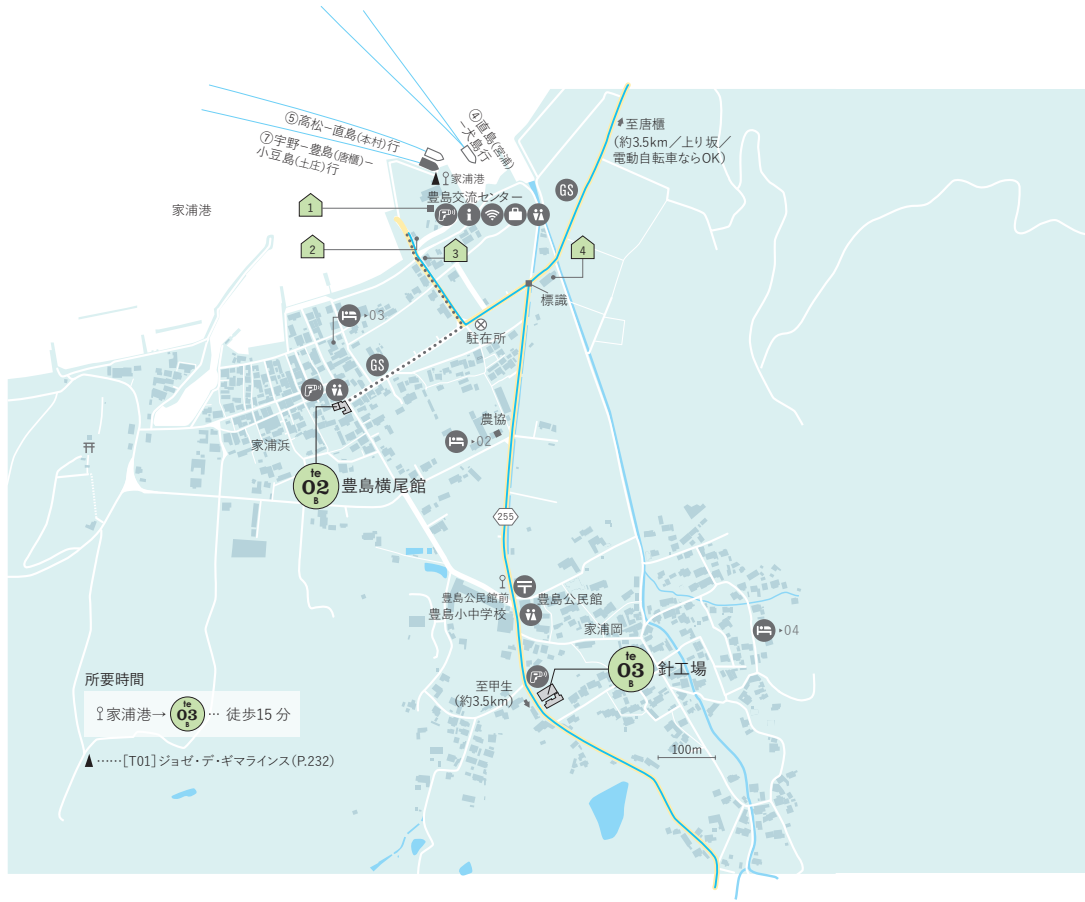 ⑤高松−直島(本村)行
⑦宇野−豊島(唐櫃)−
小豆島(土庄)行
④直島(宮浦)
−犬島行
至唐櫃
(約3.5km／上り坂／
電動自転車ならOK)
家浦港
豊島交流センター
GS
家浦港
1
2
3
4
標識
駐在所
03
GS
農協
02
家浦浜
te
02
B
豊島横尾館
255
豊島公民館前
豊島公民館
豊島小中学校
家浦岡
04
te
03
B
針工場
至甲生
(約3.5km)
100m
所要時間
家浦港→ te 03 B … 徒歩15 分
▲……[T01]ジョゼ・デ・ギマラインス(P.232)